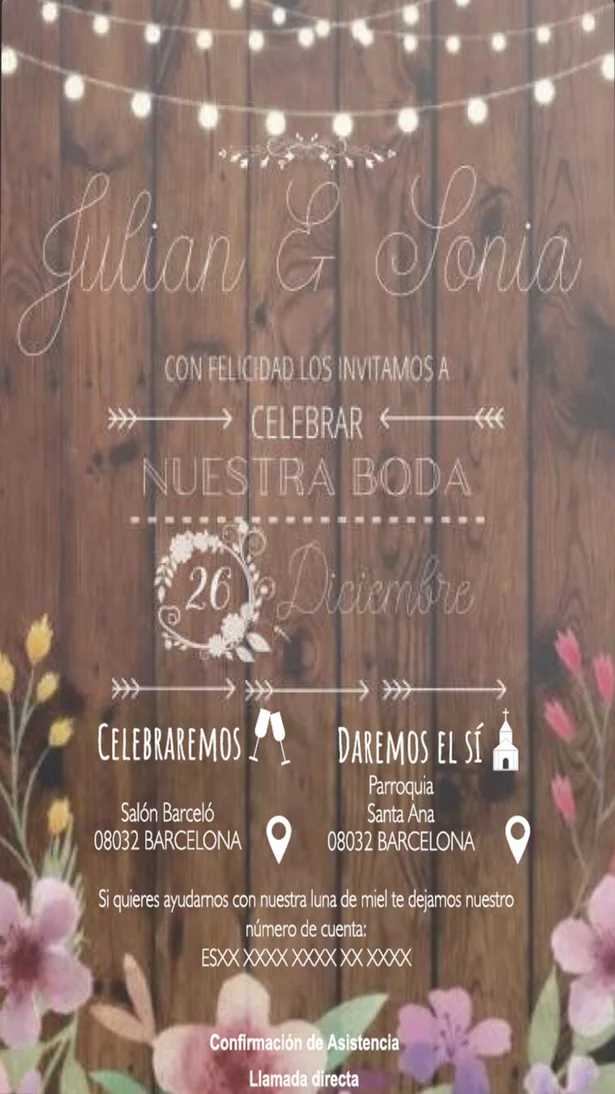 Julian & Sonia
CON FELICIDAD LOS INVITAMOS A
CELEBRAR
NUESTRA BODA
26 Diciembre
CELEBRAREMOS
Salón Barceló
08032 BARCELONA
DAREMOS EL SÍ
Parroquia
Santa Ana
08032 BARCELONA
Si quieres ayudarnos con nuestra luna de miel te dejamos nuestro
número de cuenta:
ESXX XXXX XXXX XX XXXX
Confirmación de Asistencia
Llamada directa